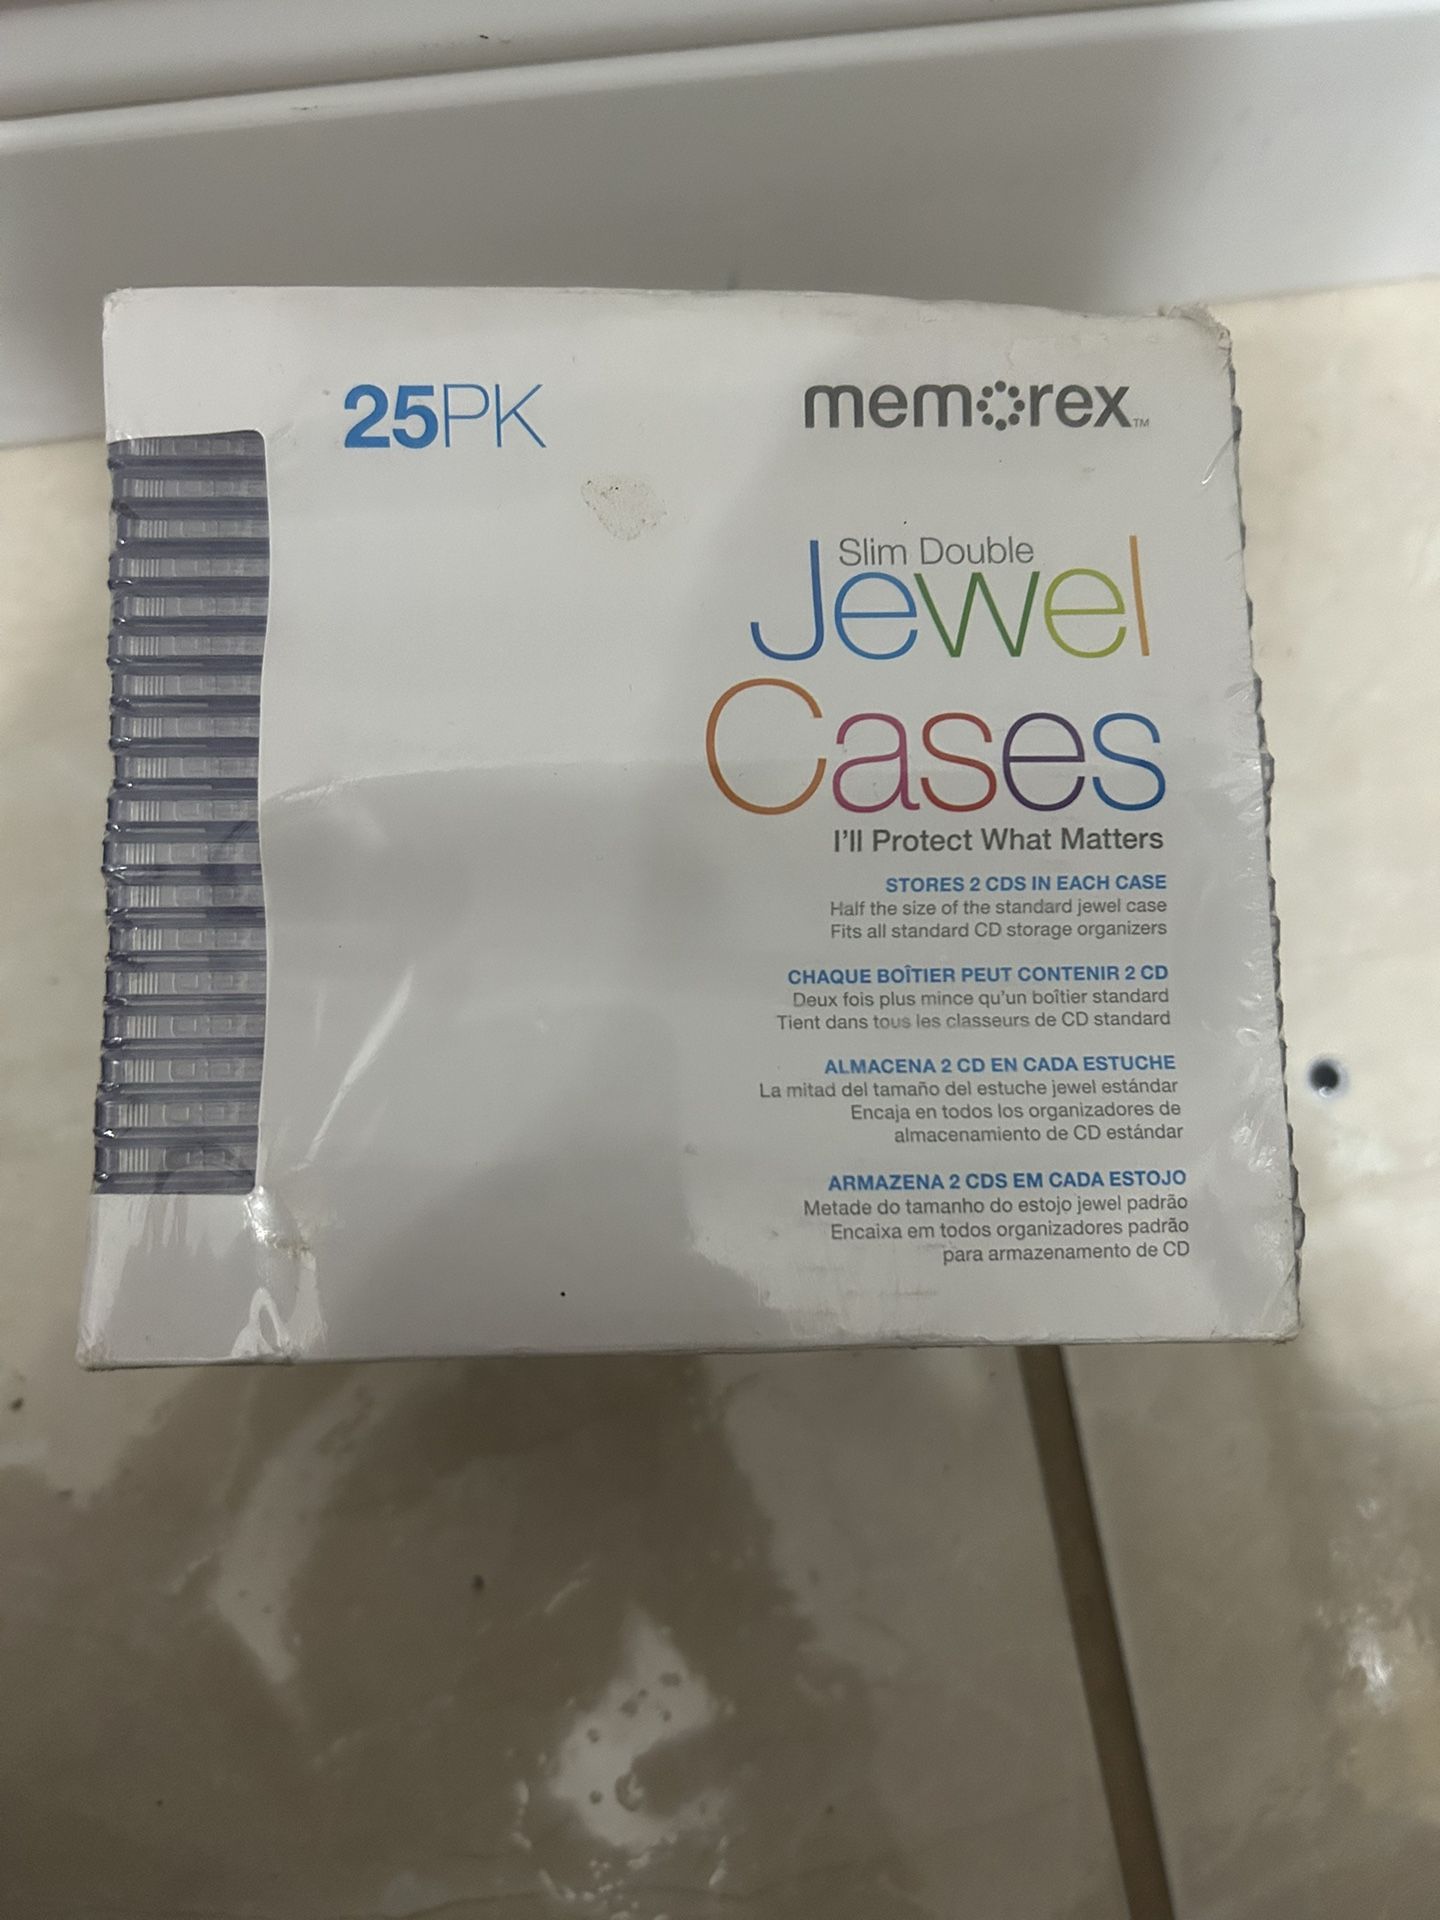 25PK
memorex™
Slim Double
Jewel
Cases
I'll Protect What Matters
STORES 2 CDS IN EACH CASE
Half the size of the standard jewel case
Fits all standard CD storage organizers
CHAQUE BOÎTIER PEUT CONTENIR 2 CD
Deux fois plus mince qu'un boîtier standard
Tient dans tous les classeurs de CD standard
ALMACENA 2 CD EN CADA ESTUCHE
La mitad del tamaño del estuche jewel estándar
Encaja en todos los organizadores de
almacenamiento de CD estándar
ARMAZENA 2 CDS EM CADA ESTOJO
Metade do tamanho do estojo jewel padrão
Encaixa em todos organizadores padrão
para armazenamento de CD